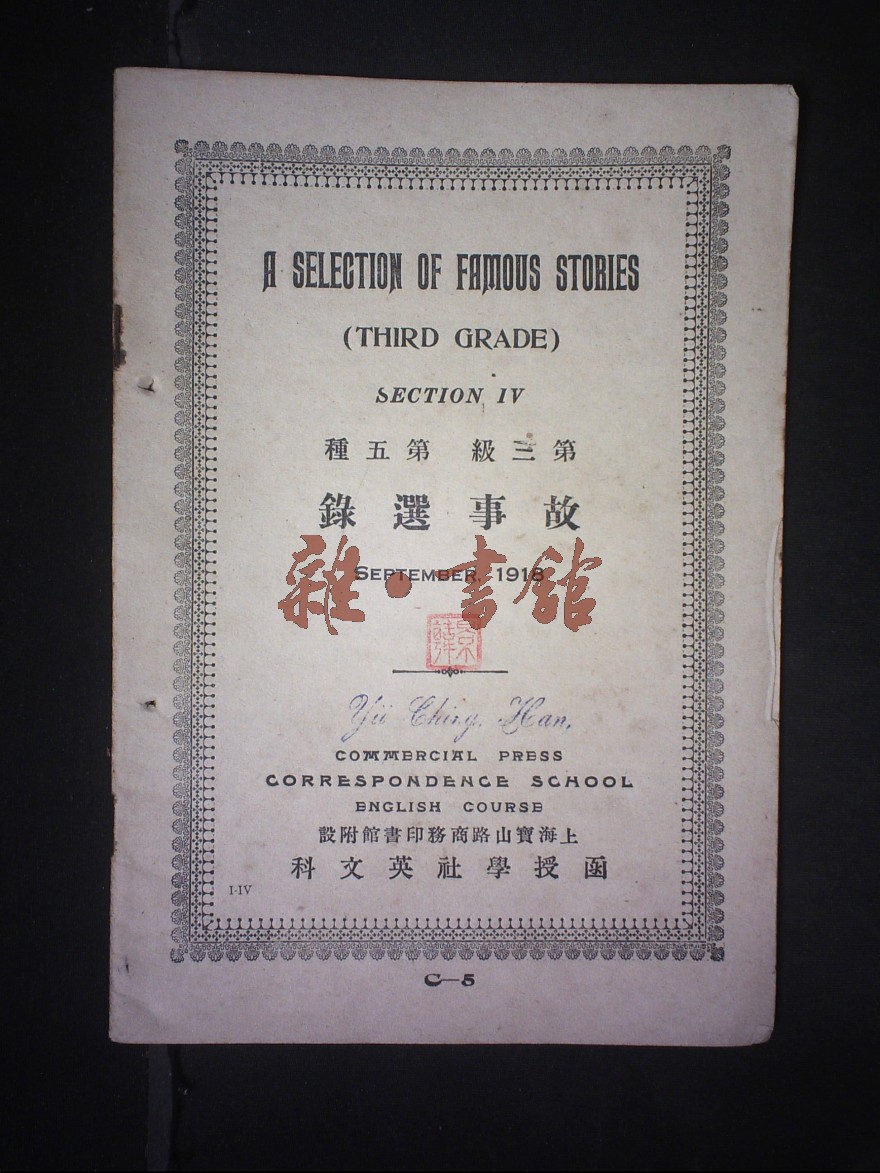 A SELECTION OF FAMOUS STORIES
(THIRD GRADE)
SECTION IV
第三級 第五種
故事選錄
SEPTEMBER, 1918
雜·書館
Yü Ching Han.
COMMERCIAL PRESS
CORRESPONDENCE SCHOOL
ENGLISH COURSE
上海寶山路商務印書館附設
函授學社英文科
I-IV
C—5